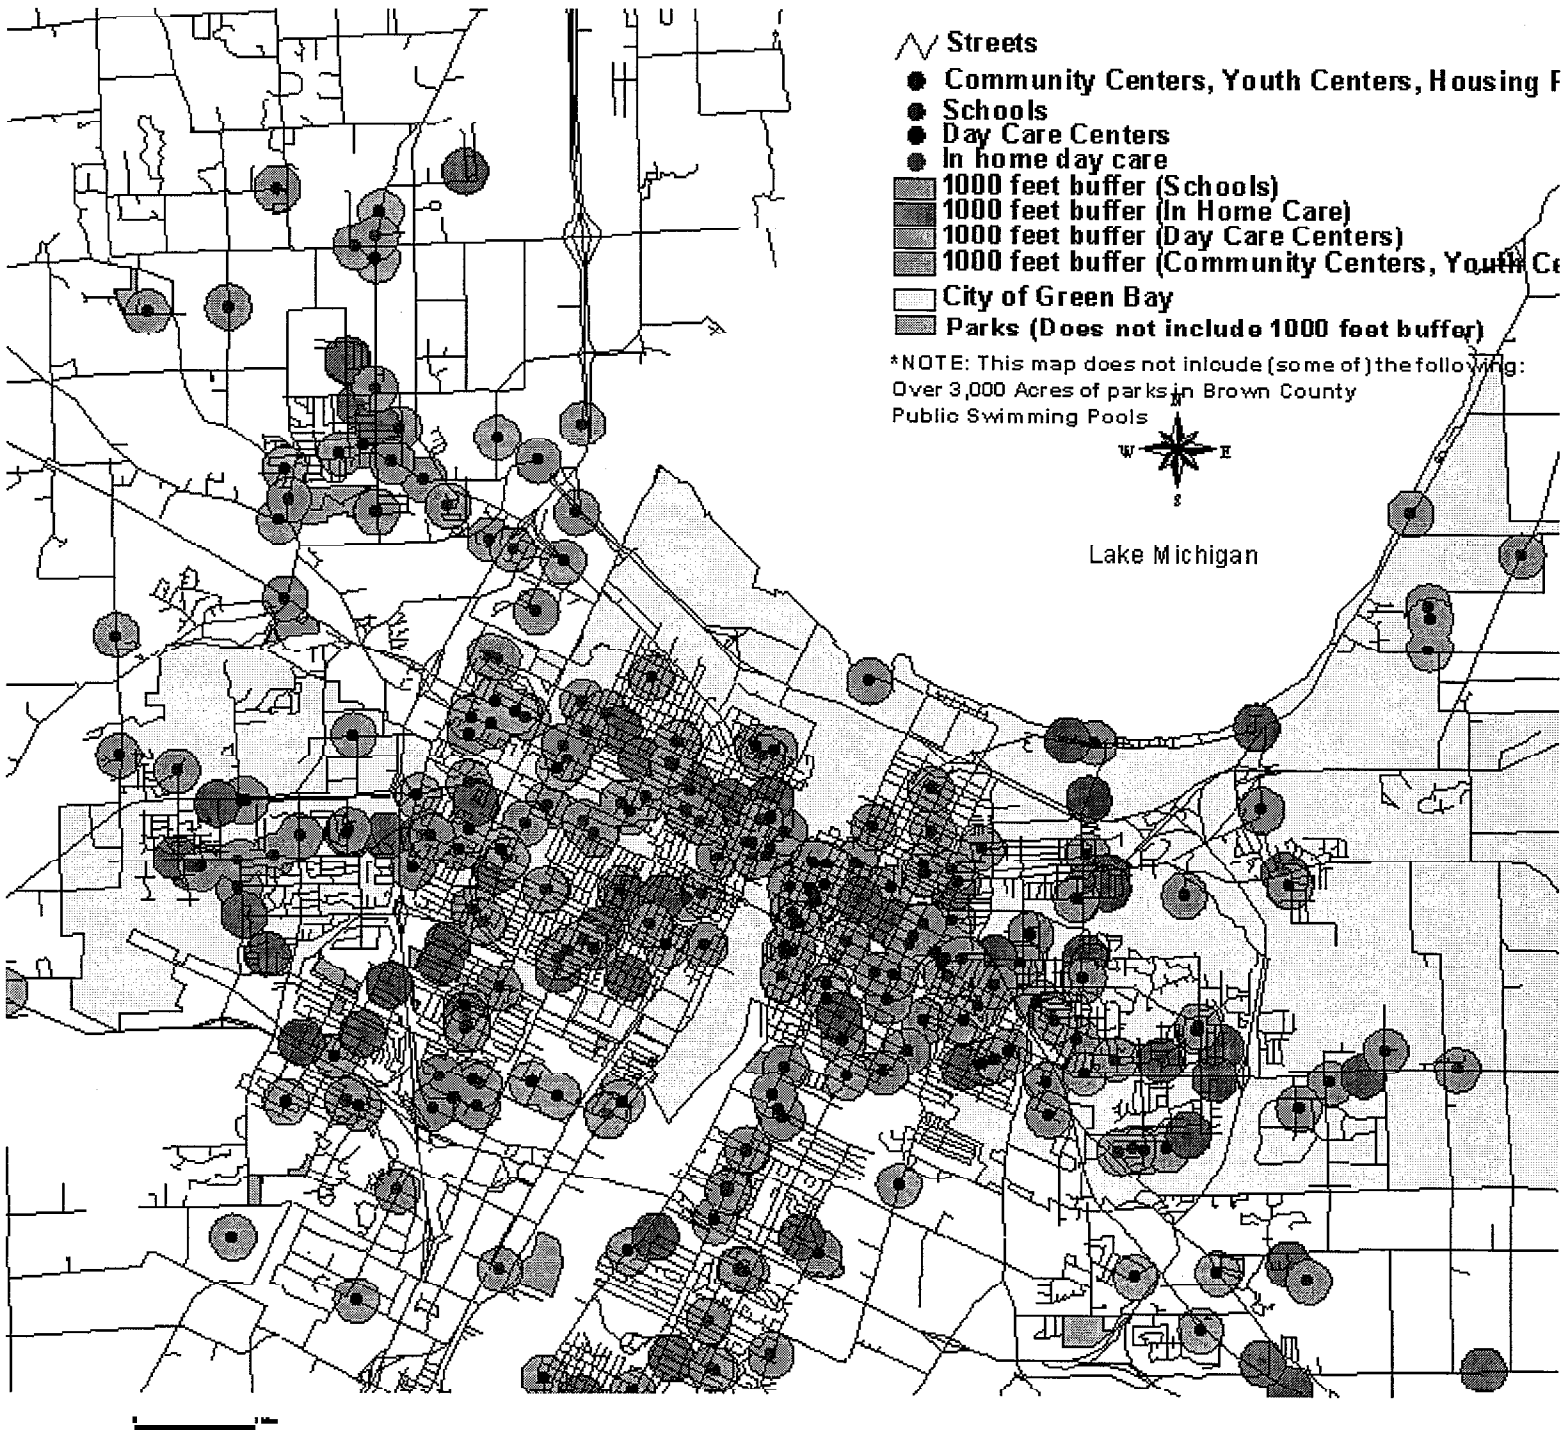 Streets
Community Centers, Youth Centers, Housing
Schools
Day Care Centers
In home day care
1000 feet buffer (Schools)
1000 feet buffer (In Home Care)
1000 feet buffer (Day Care Centers)
1000 feet buffer (Community Centers, Youth
City of Green Bay
Parks (Does not include 1000 feet buffer)
*NOTE: This map does not inlcude (some of) the following:
Over 3,000 Acres of parks in Brown County
Public Swimming Pools
N
W E
S
Lake Michigan